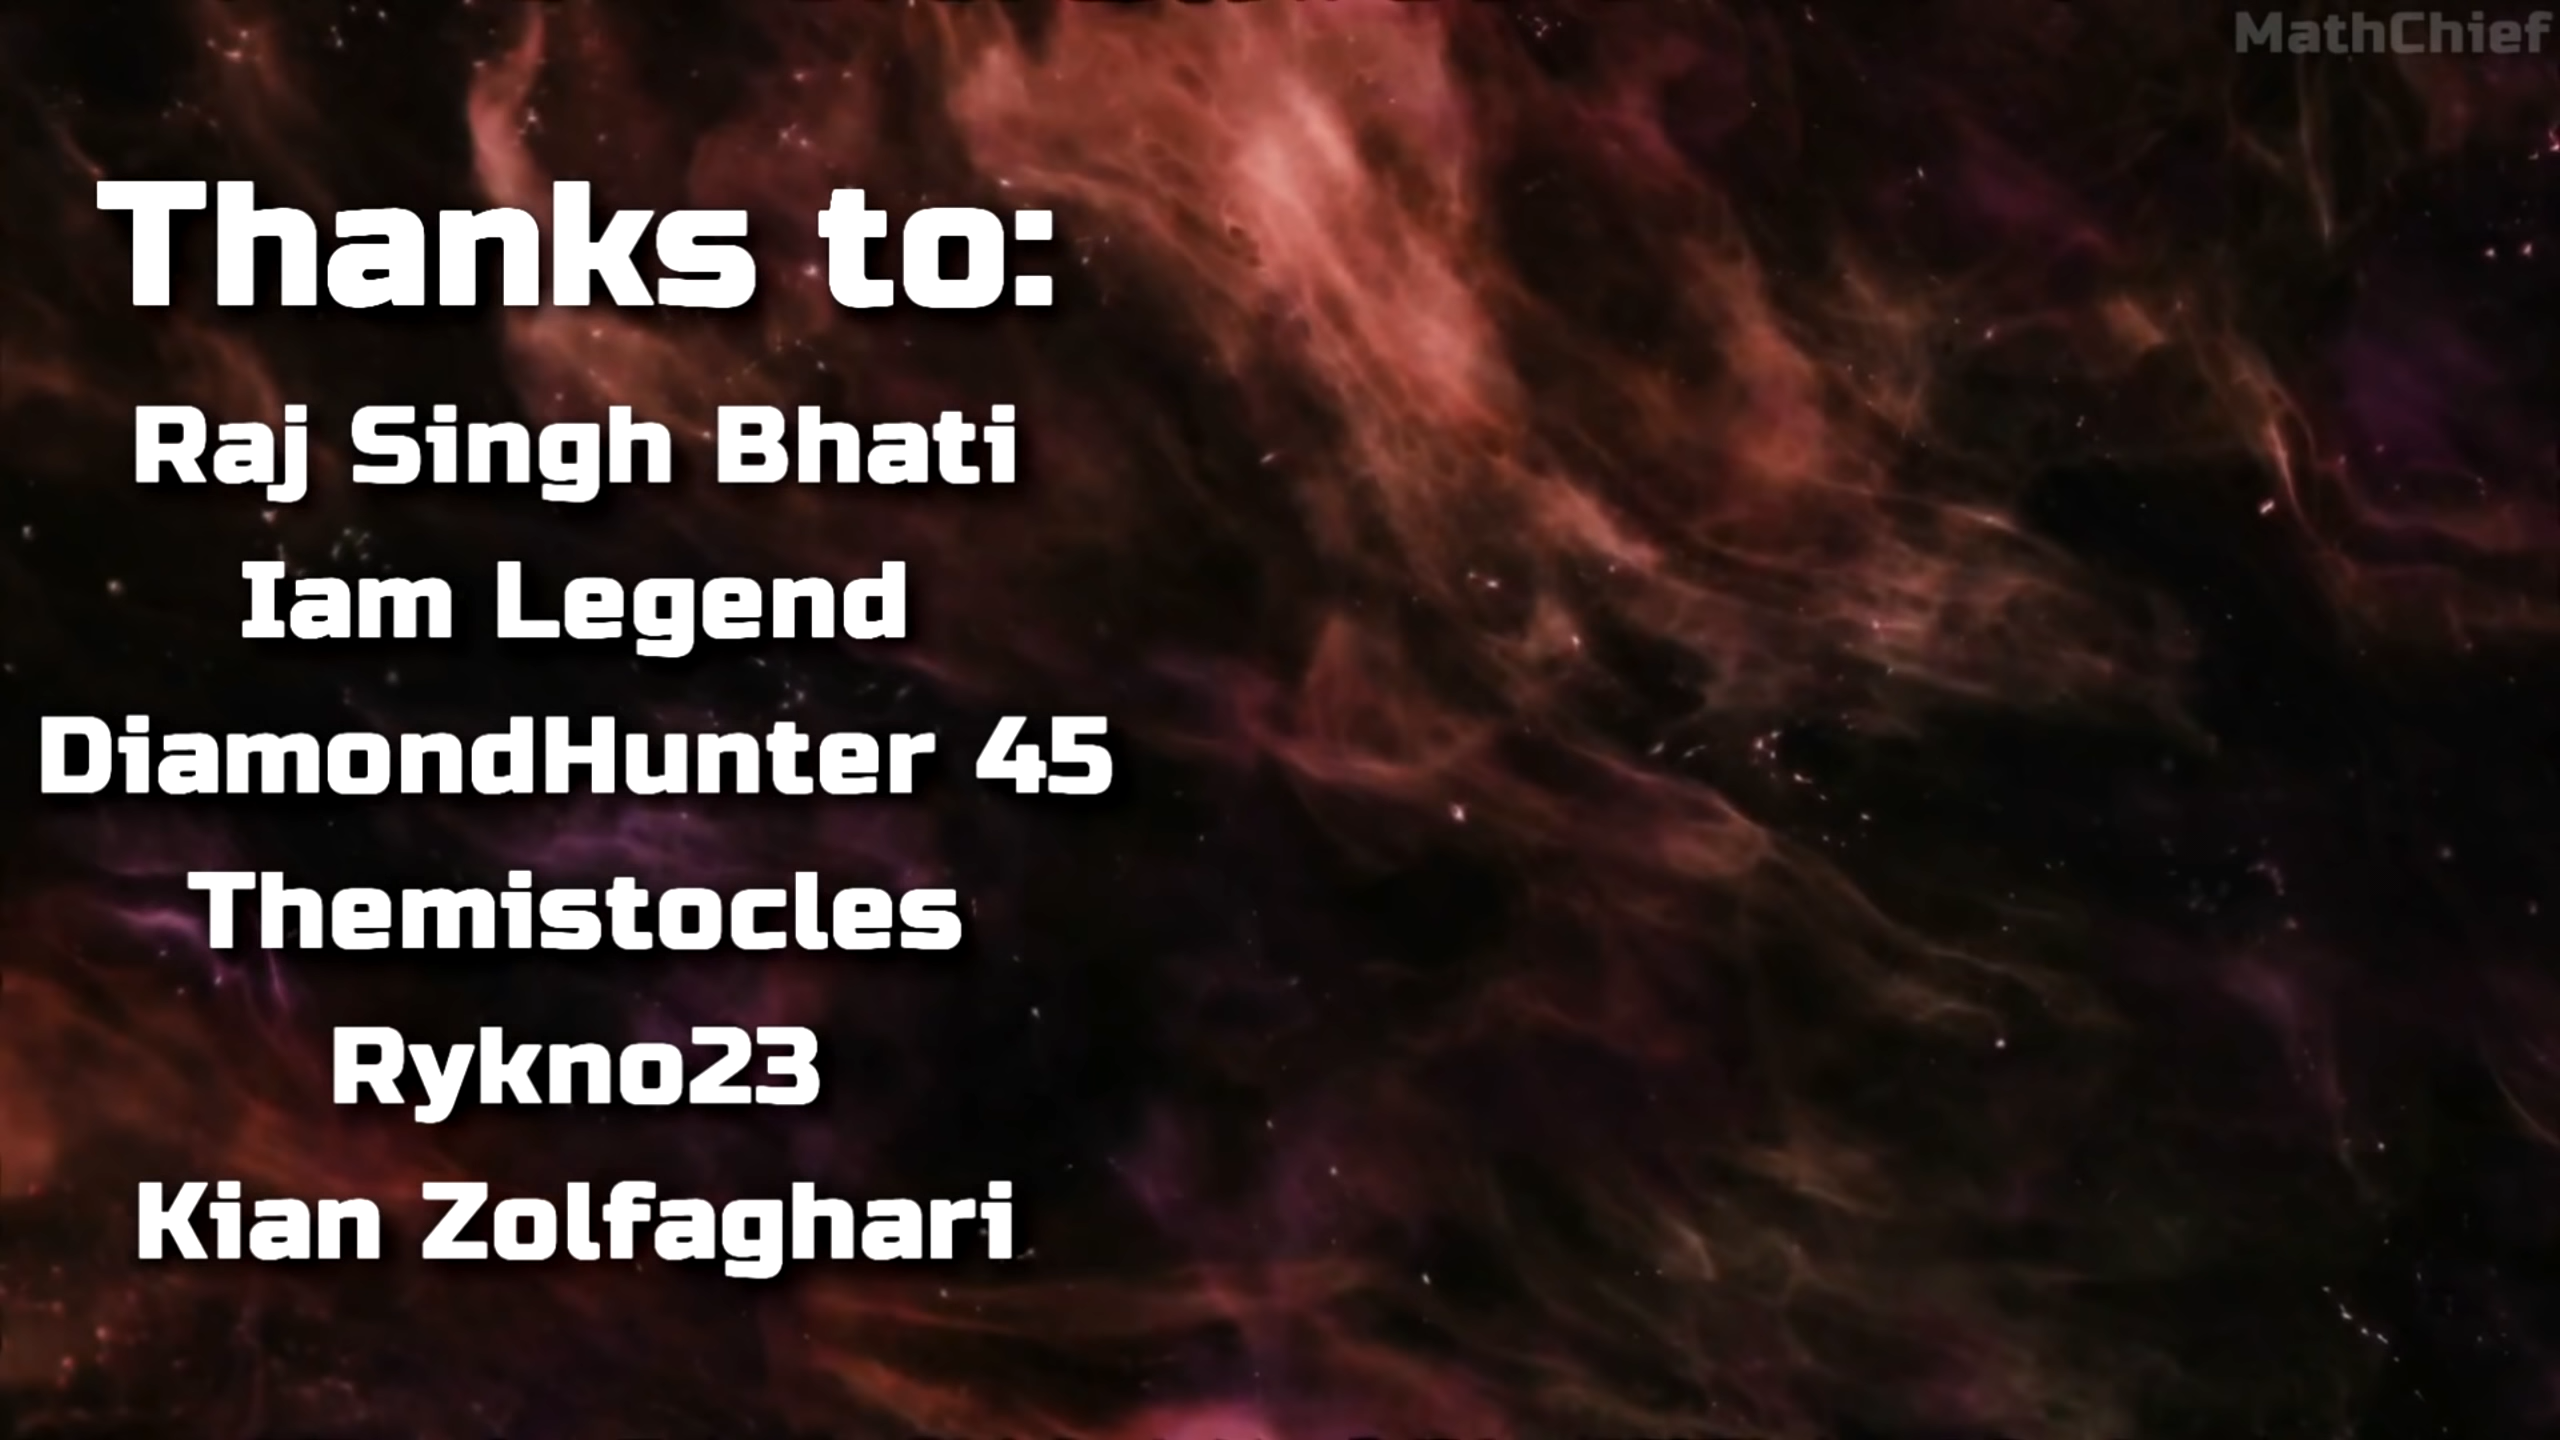 MathChief
Thanks to:
Raj Singh Bhati
Iam Legend
DiamondHunter 45
Themistocles
Rykno23
Kian Zolfaghari